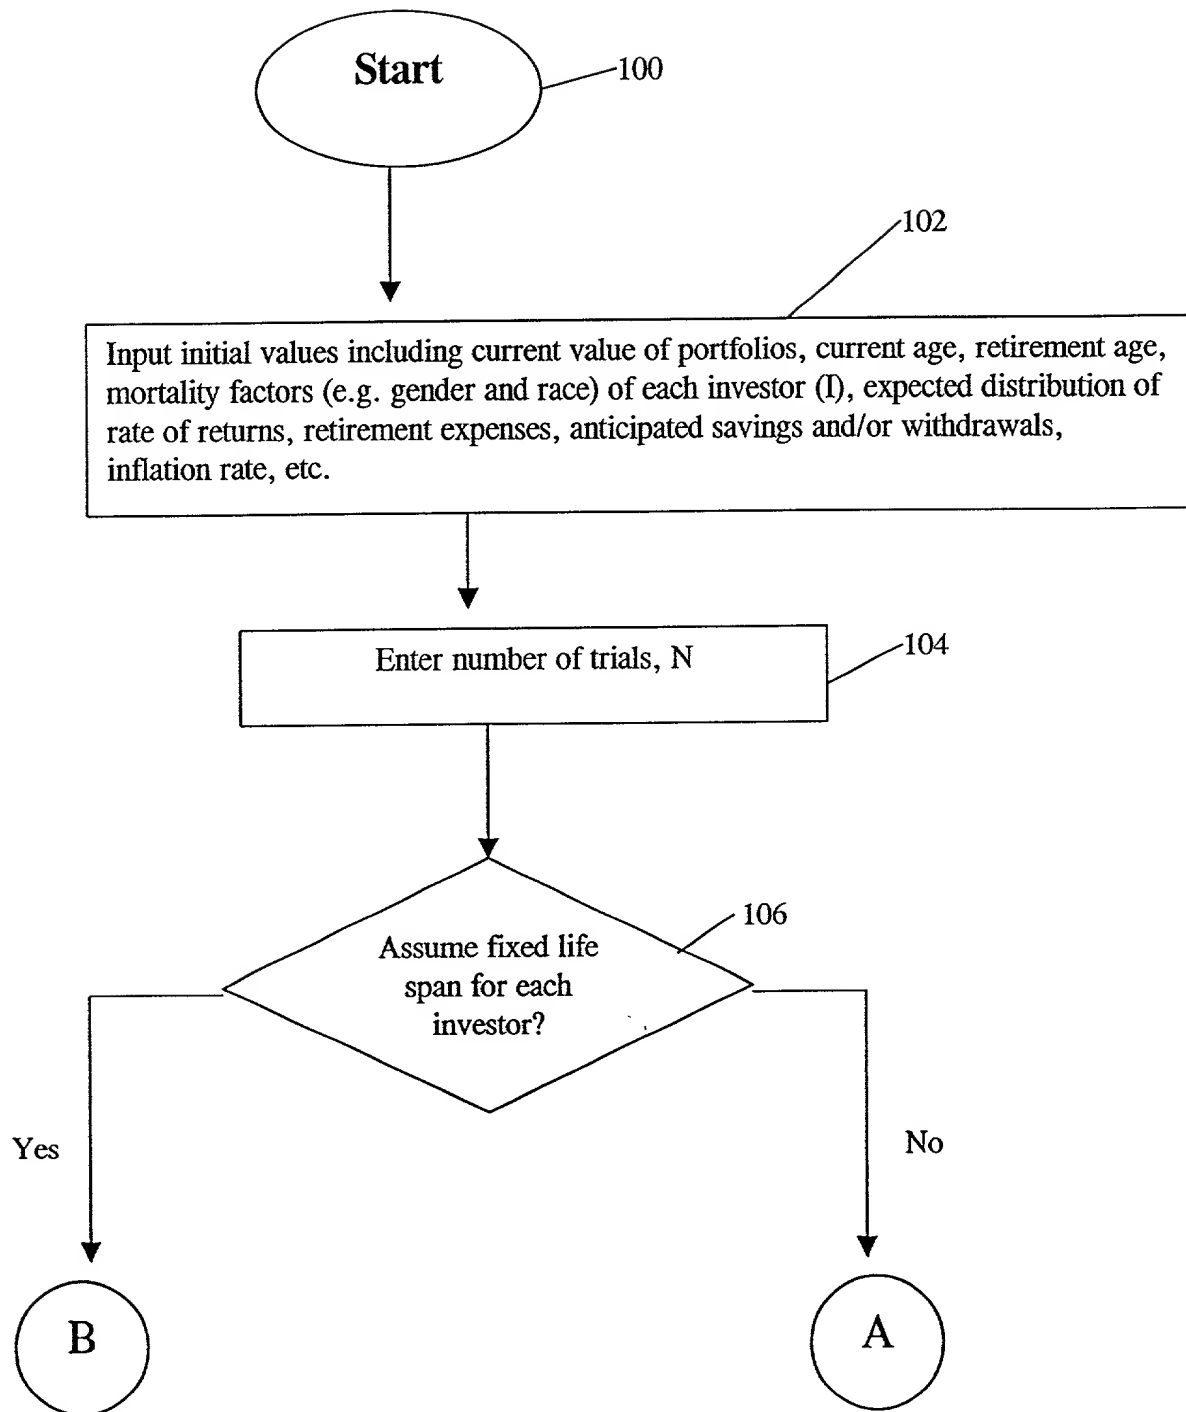 Start
100
102
Input initial values including current value of portfolios, current age, retirement age,
mortality factors (e.g. gender and race) of each investor (I), expected distribution of
rate of returns, retirement expenses, anticipated savings and/or withdrawals,
inflation rate, etc.
Enter number of trials, N
104
106
Assume fixed life
span for each
investor?
Yes
No
B
A